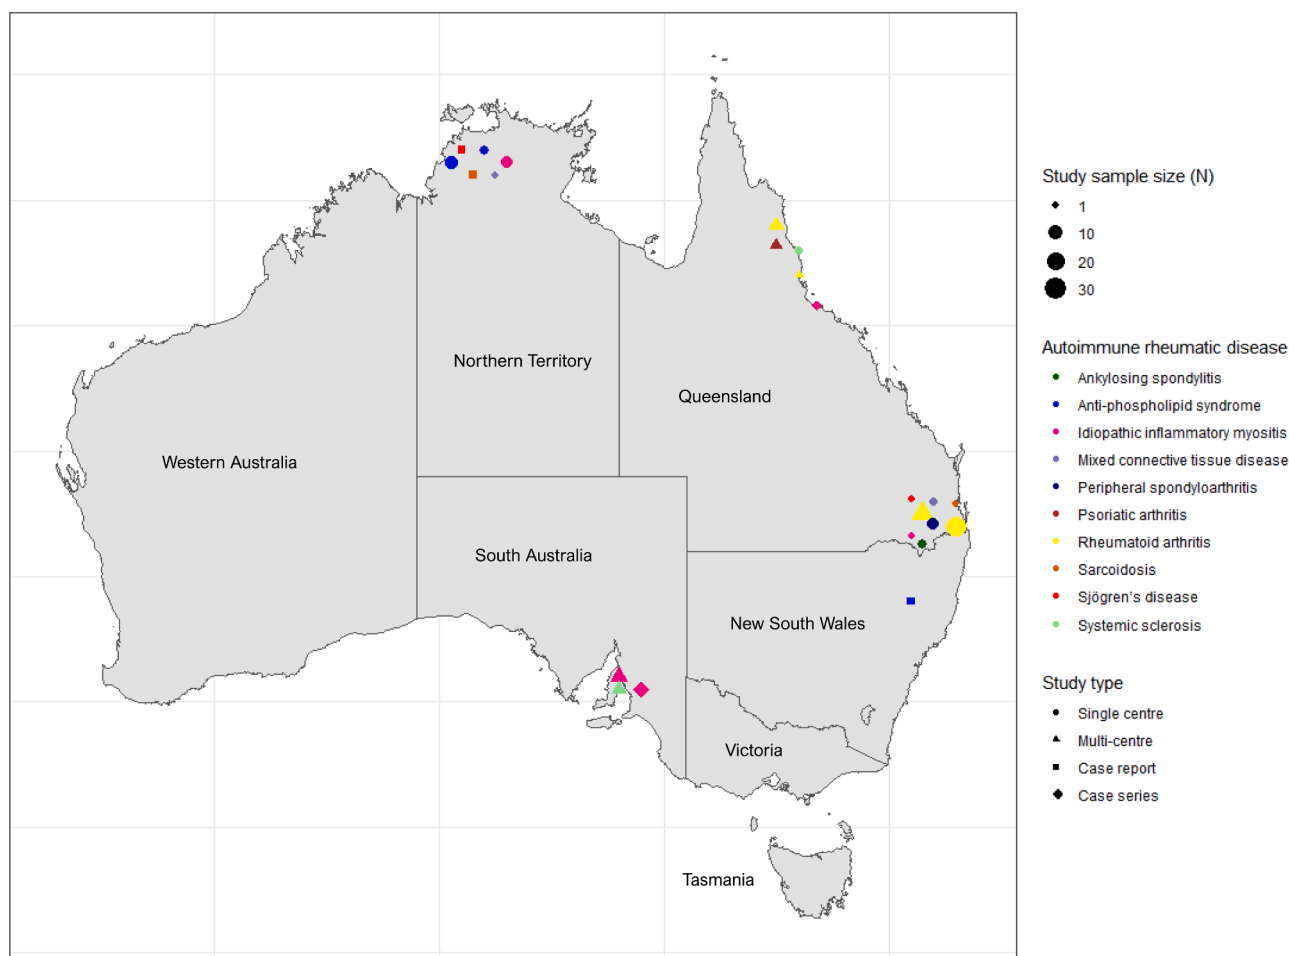 Northern Territory
Queensland
Western Australia
South Australia
New South Wales
Victoria
Tasmania
Study sample size (N)
1
10
20
30
Autoimmune rheumatic disease
Ankylosing spondylitis
Anti-phospholipid syndrome
Idiopathic inflammatory myositis
Mixed connective tissue disease
Peripheral spondyloarthritis
Psoriatic arthritis
Rheumatoid arthritis
Sarcoidosis
Sjögren's disease
Systemic sclerosis
Study type
Single centre
Multi-centre
Case report
Case series